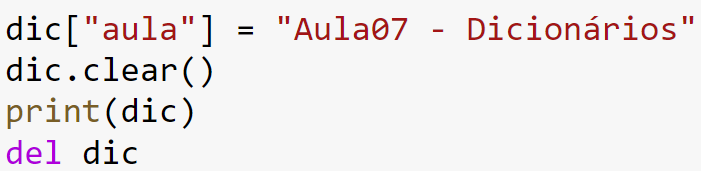 dic["aula"] = "Aula07 - Dicionários"
dic.clear()
print(dic)
del dic